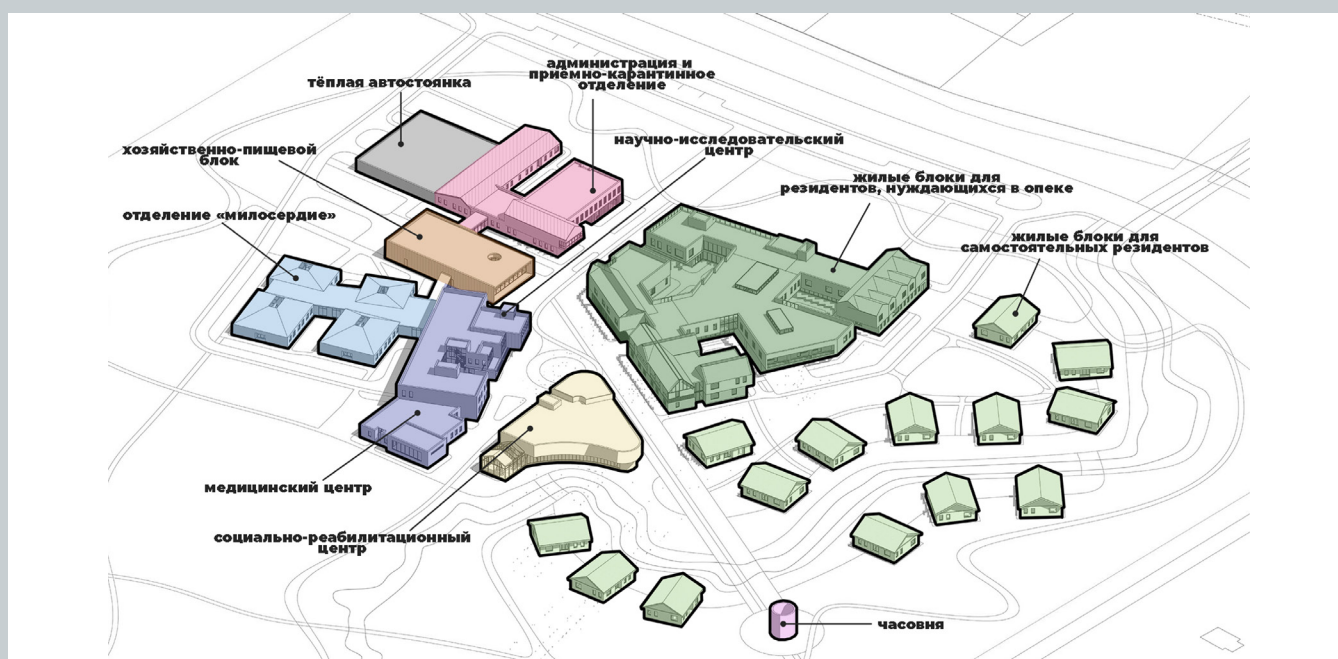 администрация и
приёмно-карантинное
отделение
тёплая автостоянка
научно-исследовательский
центр
хозяйственно-пищевой
блок
жилые блоки для
резидентов, нуждающихся в опеке
отделение «милосердие»
жилые блоки для
самостоятельных резидентов
медицинский центр
социально-реабилитационный
центр
часовня